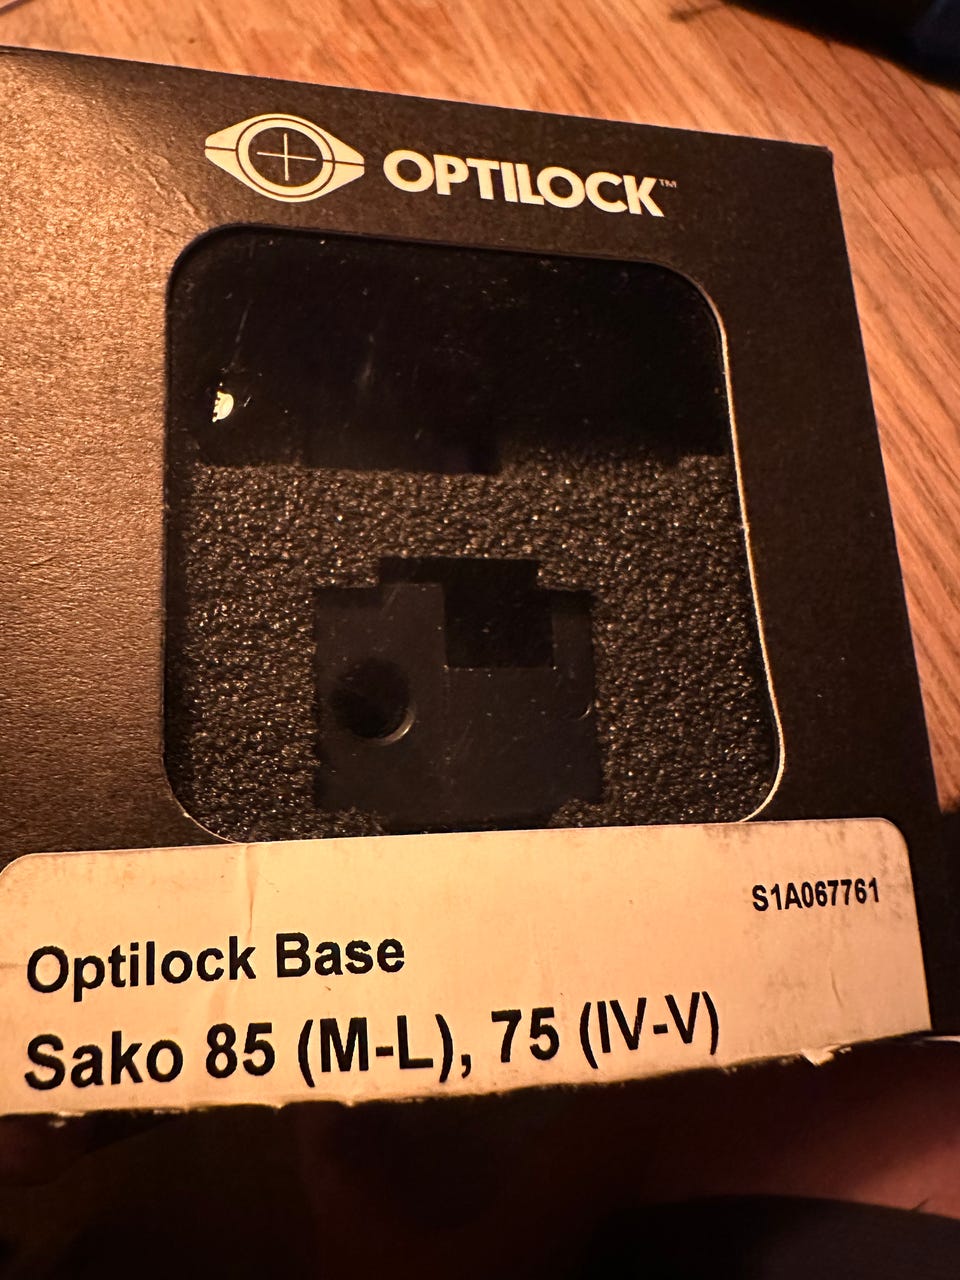 OPTILOCK™
S1A067761
Optilock Base
Sako 85 (M-L), 75 (IV-V)